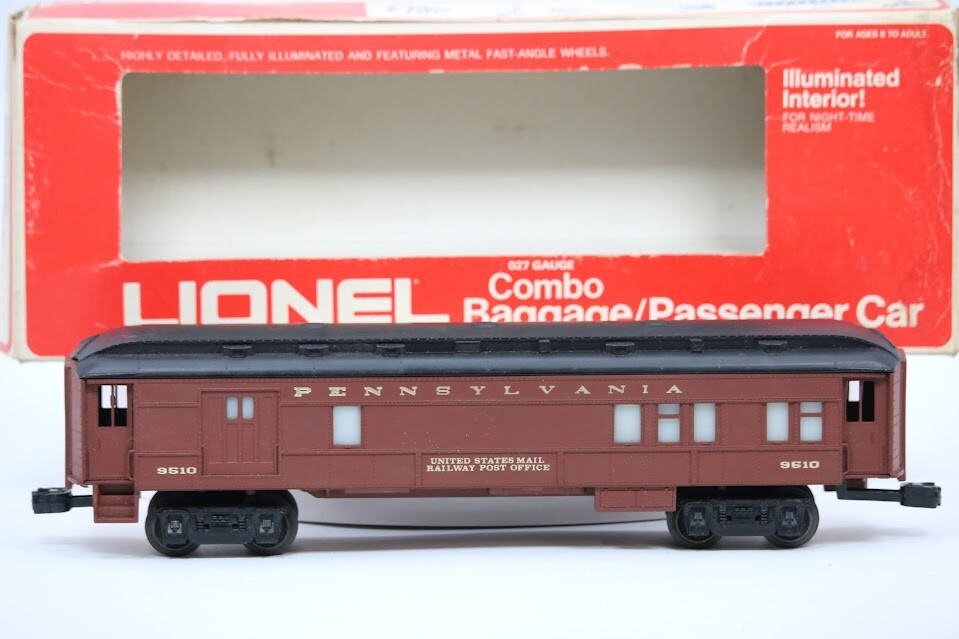 FOR AGES 8 TO ADULT
HIGHLY DETAILED, FULLY ILLUMINATED AND FEATURING METAL FAST-ANGLE WHEELS.
Illuminated
Interior!
FOR NIGHT-TIME
REALISM
027 GAUGE
LIONEL
Combo
Baggage/Passenger Car
PENNSYLVANIA
UNITED STATES MAIL
RAILWAY POST OFFICE
9510
9510